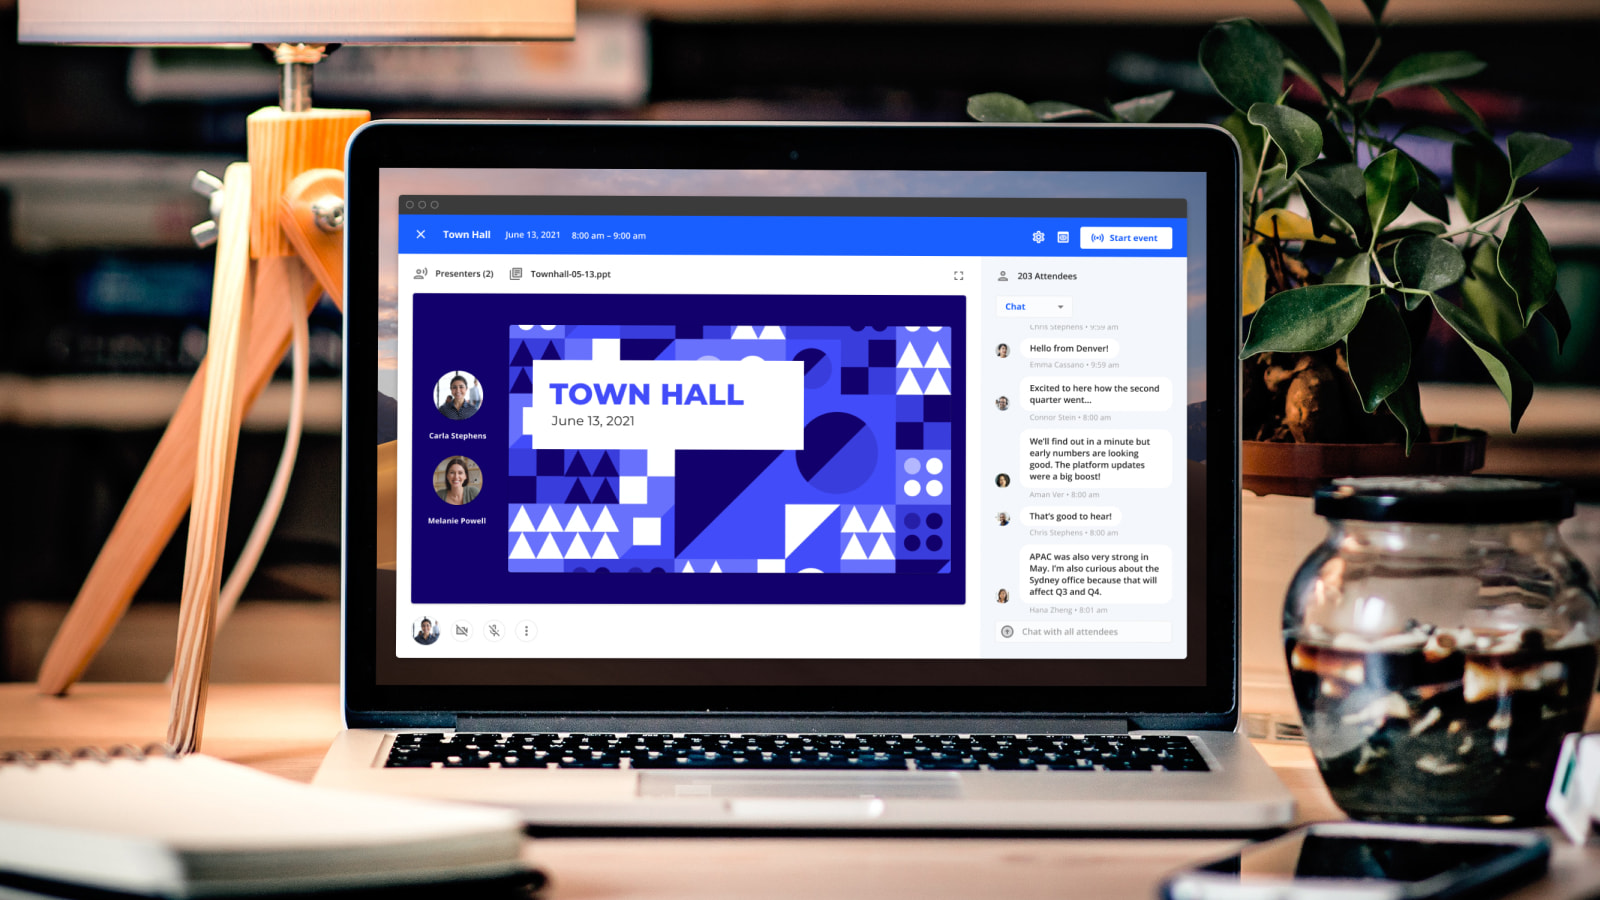 Town Hall June 13, 2021 8:00 am – 9:00 am
Start event
Presenters (2) Townhall-05-13.ppt
203 Attendees
Chat
Chris Stephens • 9:59 am
Hello from Denver!
Emma Cassano • 9:59 am
Excited to here how the second
quarter went...
Connor Stein • 8:00 am
We'll find out in a minute but
early numbers are looking
good. The platform updates
were a big boost!
Aman Ver • 8:00 am
That's good to hear!
Chris Stephens • 8:00 am
APAC was also very strong in
May. I'm also curious about the
Sydney office because that will
affect Q3 and Q4.
Hana Zheng • 8:01 am
Chat with all attendees
TOWN HALL
June 13, 2021
Carla Stephens
Melanie Powell